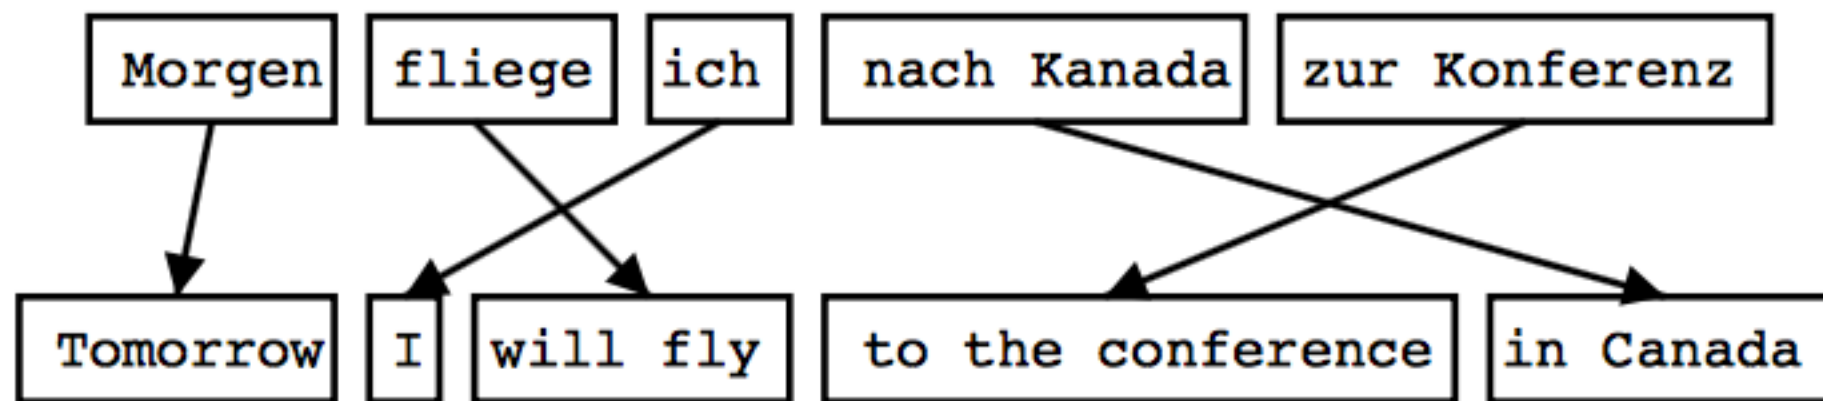 Morgen fliege ich nach Kanada zur Konferenz
Tomorrow I will fly to the conference in Canada